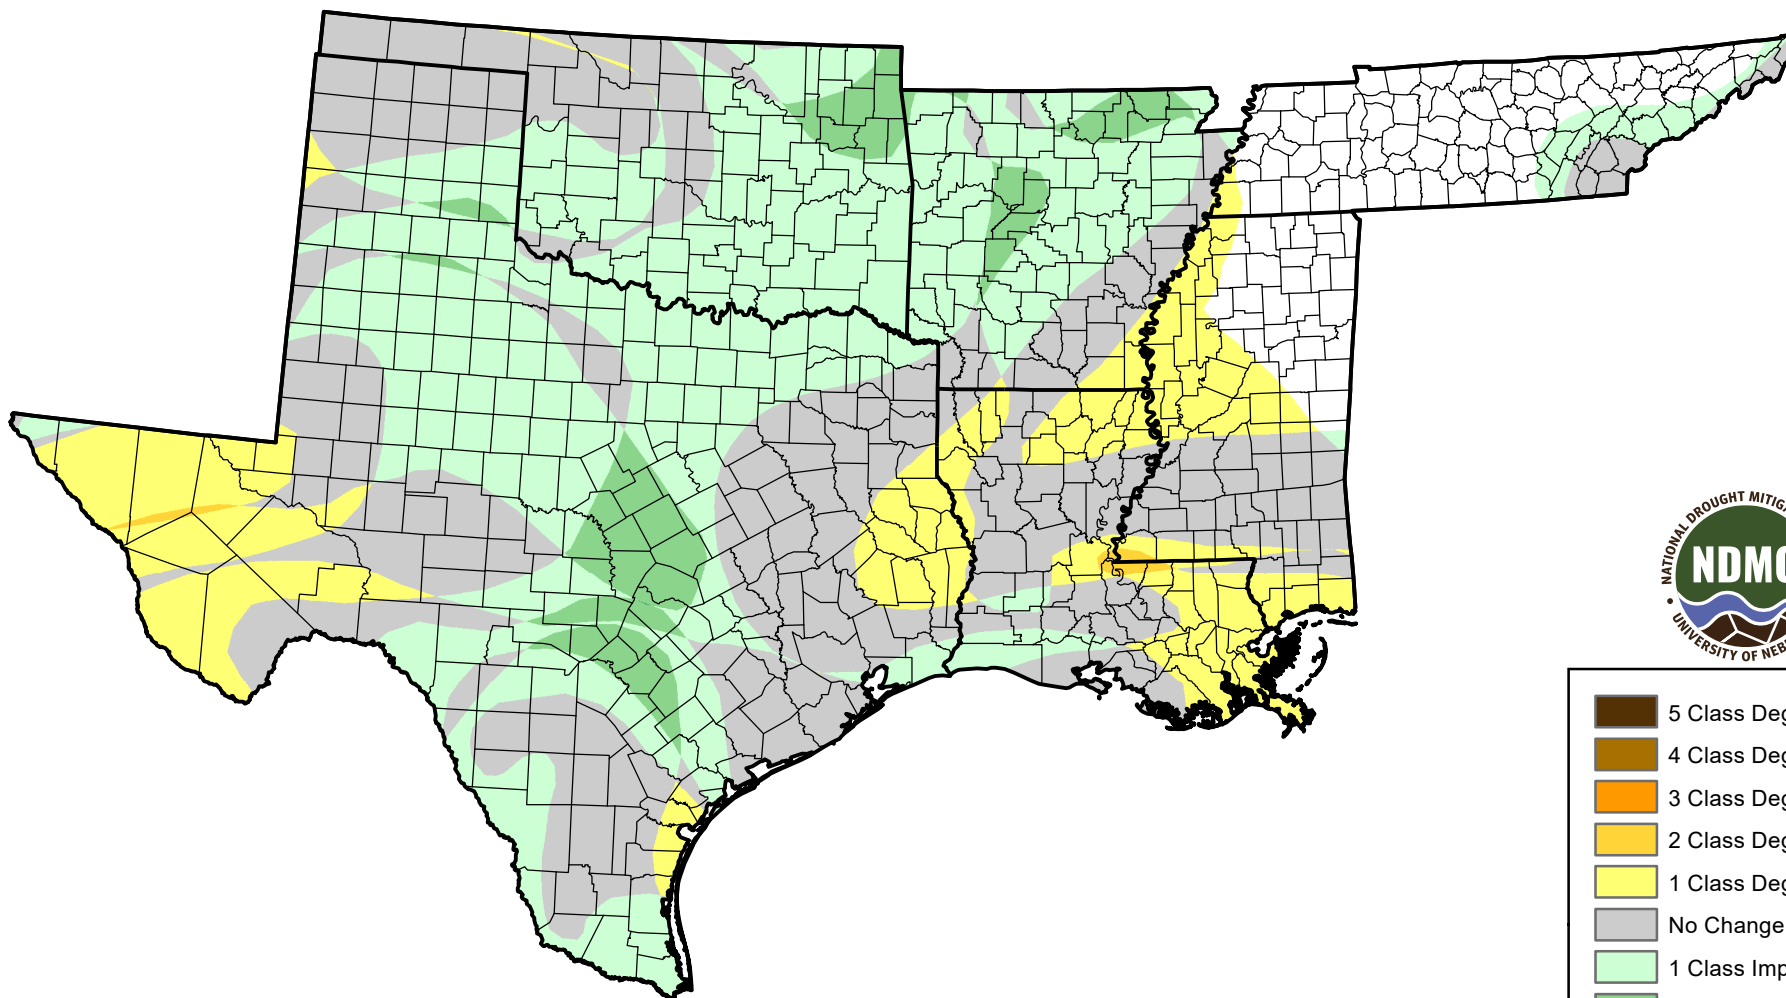 NATIONAL DROUGHT MITIGA
NDMC
UNIVERSITY OF NEB
5 Class Deg
4 Class Deg
3 Class Deg
2 Class Deg
1 Class Deg
No Change
1 Class Imp